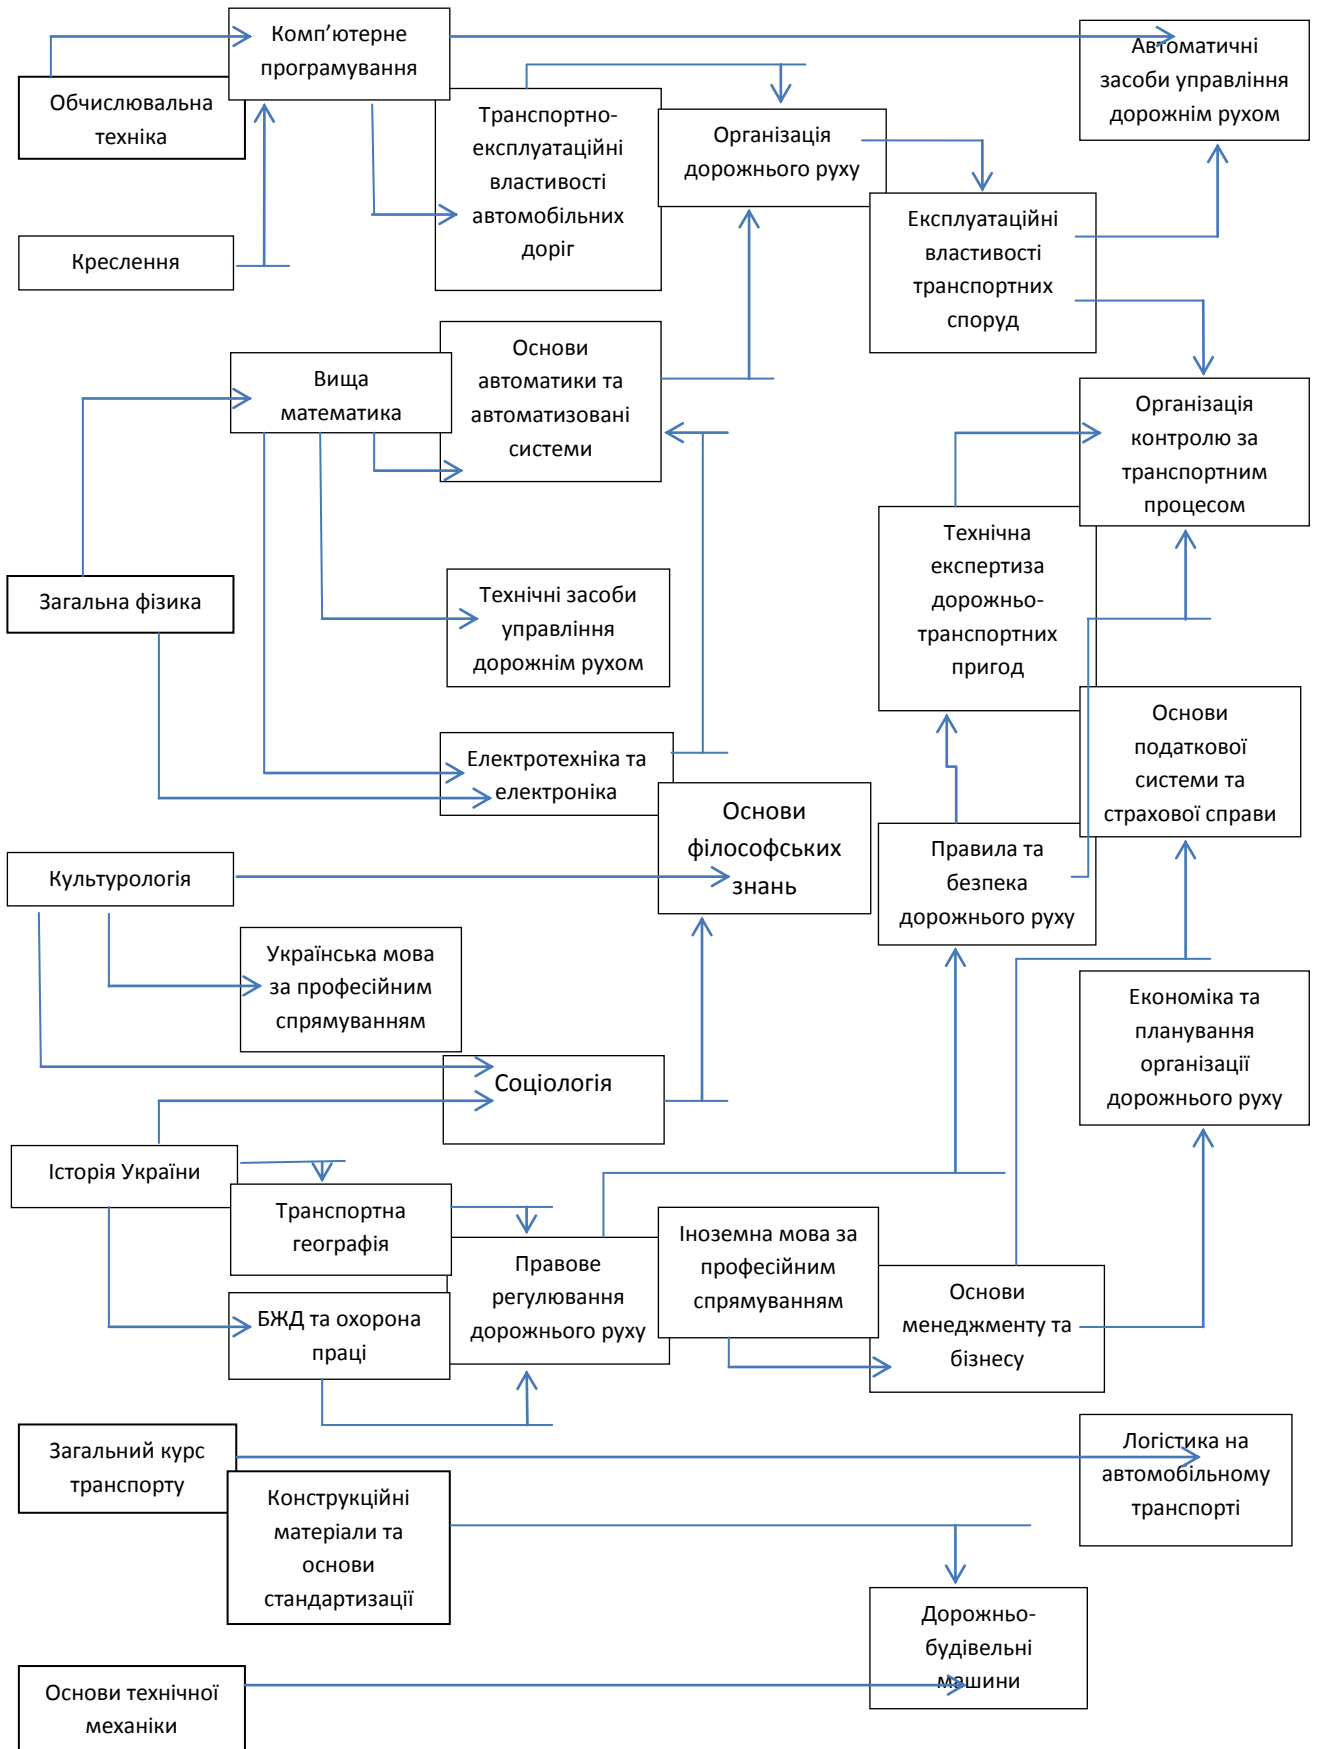 Комп’ютерне
програмування
Автоматичні
засоби управління
дорожнім рухом
Обчислювальна
техніка
Транспортно-
експлуатаційні
властивості
автомобільних
доріг
Організація
дорожнього руху
Експлуатаційні
властивості
транспортних
споруд
Креслення
Вища
математика
Основи
автоматики та
автоматизовані
системи
Організація
контролю за
транспортним
процесом
Загальна фізика
Технічні засоби
управління
дорожнім рухом
Технічна
експертиза
дорожньо-
транспортних
пригод
Основи
податкової
системи та
страхової справи
Електротехніка та
електроніка
Основи
філософських
знань
Правила та
безпека
дорожнього руху
Культурологія
Українська мова
за професійним
спрямуванням
Економіка та
планування
організації
дорожнього руху
Соціологія
Історія України
Транспортна
географія
Правове
регулювання
дорожнього руху
Іноземна мова за
професійним
спрямуванням
Основи
менеджменту та
бізнесу
БЖД та охорона
праці
Загальний курс
транспорту
Логістика на
автомобільному
транспорті
Конструкційні
матеріали та
основи
стандартизації
Дорожньо-
будівельні
машини
Основи технічної
механіки